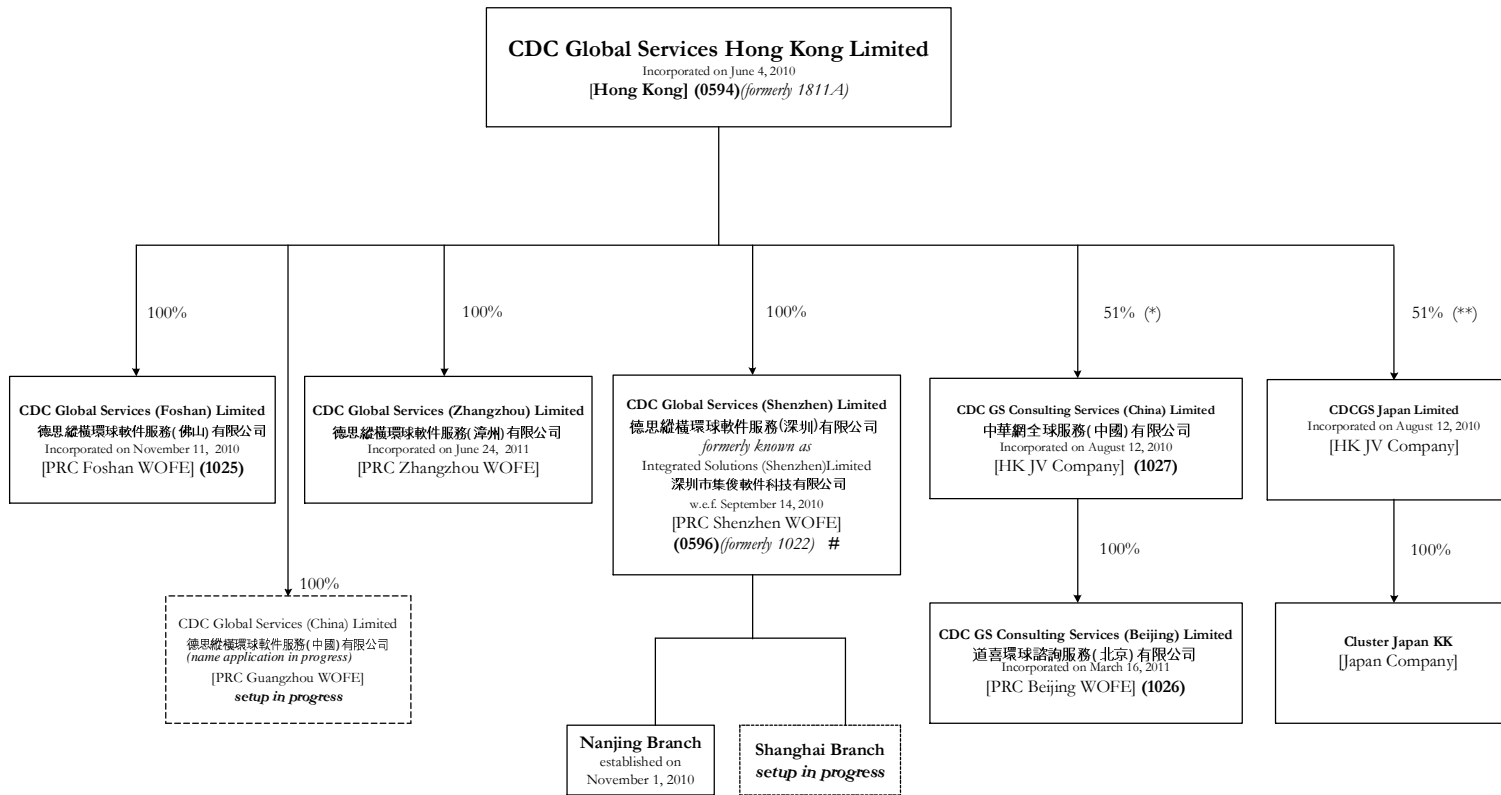 CDC Global Services Hong Kong Limited
Incorporated on June 4, 2010
[Hong Kong] (0594)(formerly 1811A)
100%
100%
100%
51% (*)
51% (**)
CDC Global Services (Foshan) Limited
德思縱橫環球軟件服務(佛山)有限公司
Incorporated on November 11, 2010
[PRC Foshan WOFE] (1025)
CDC Global Services (Zhangzhou) Limited
德思縱橫環球軟件服務(漳州)有限公司
Incorporated on June 24, 2011
[PRC Zhangzhou WOFE]
CDC Global Services (Shenzhen) Limited
德思縱橫環球軟件服務(深圳)有限公司
formerly known as
Integrated Solutions (Shenzhen)Limited
深圳市集俊軟件科技有限公司
w.e.f. September 14, 2010
[PRC Shenzhen WOFE]
(0596)(formerly 1022) #
CDC GS Consulting Services (China) Limited
中華網全球服務(中國)有限公司
Incorporated on August 12, 2010
[HK JV Company] (1027)
CDCGS Japan Limited
Incorporated on August 12, 2010
[HK JV Company]
100%
100%
100%
CDC Global Services (China) Limited
德思縱橫環球軟件服務(中國)有限公司
(name application in progress)
[PRC Guangzhou WOFE]
setup in progress
CDC GS Consulting Services (Beijing) Limited
道喜環球諮詢服務(北京)有限公司
Incorporated on March 16, 2011
[PRC Beijing WOFE] (1026)
Cluster Japan KK
[Japan Company]
Nanjing Branch
established on
November 1, 2010
Shanghai Branch
setup in progress